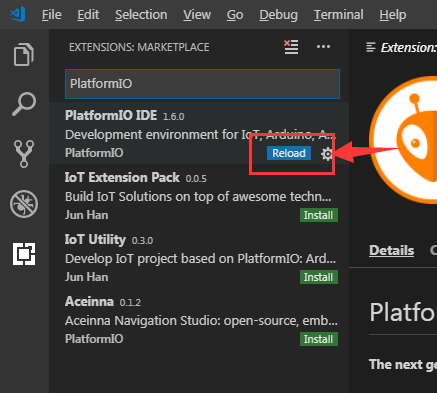 File Edit Selection View Go Debug Terminal Help
EXTENSIONS: MARKETPLACE
PlatformIO
PlatformIO IDE 1.6.0
Development environment for IoT, Arduino, A...
PlatformIO Reload
IoT Extension Pack 0.0.5
Build IoT Solutions on top of awesome techn...
Jun Han Install
IoT Utility 0.3.0
Develop IoT project based on PlatformIO: Ard...
Jun Han Install
Aceinna 0.1.2
Aceinna Navigation Studio: open-source, emb...
PlatformIO Install
Extension:
Details
Platfo
The next ge